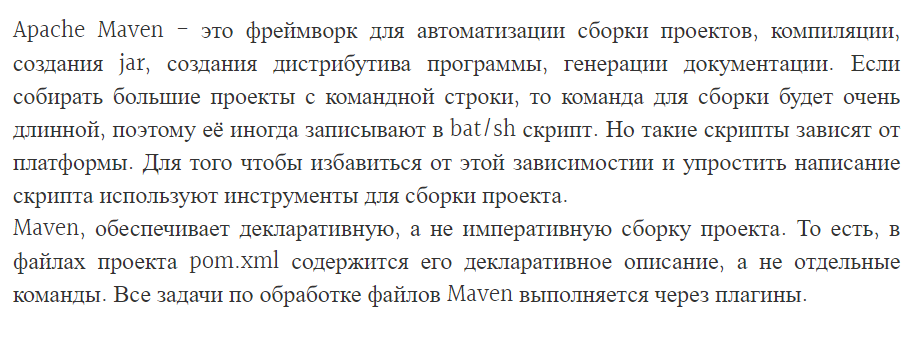 Apache Maven – это фреймворк для автоматизации сборки проектов, компиляции,
создания jar, создания дистрибутива программы, генерации документации. Если
собирать большие проекты с командной строки, то команда для сборки будет очень
длинной, поэтому её иногда записывают в bat/sh скрипт. Но такие скрипты зависят от
платформы. Для того чтобы избавиться от этой зависимостии и упростить написание
скрипта используют инструменты для сборки проекта.
Maven, обеспечивает декларативную, а не императивную сборку проекта. То есть, в
файлах проекта pom.xml содержится его декларативное описание, а не отдельные
команды. Все задачи по обработке файлов Maven выполняется через плагины.